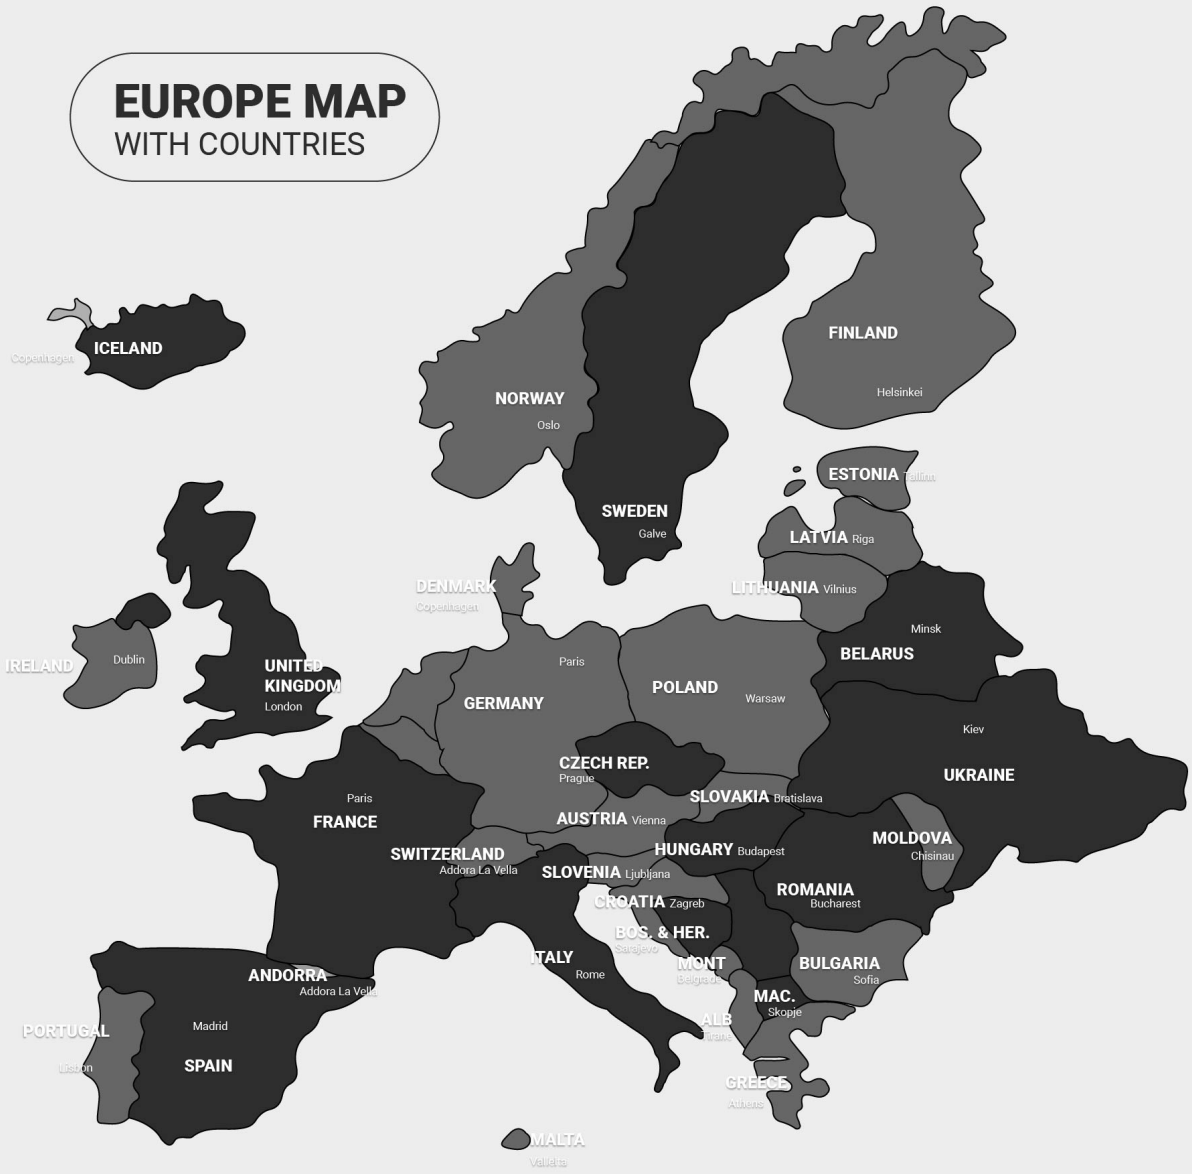 EUROPE MAP
WITH COUNTRIES
ICELAND
Copenhagen
FINLAND
Helsinkei
NORWAY
Oslo
SWEDEN
Galve
ESTONIA Tallinn
LATVIA Riga
LITHUANIA Vilnius
DENMARK
Copenhagen
Minsk
BELARUS
IRELAND
Dublin
UNITED
KINGDOM
London
Paris
GERMANY
POLAND
Warsaw
Kiev
UKRAINE
CZECH REP.
Prague
SLOVAKIA Bratislava
Paris
FRANCE
AUSTRIA Vienna
MOLDOVA
Chisinau
SWITZERLAND
Addora La Vella
HUNGARY Budapest
SLOVENIA Ljubljana
ROMANIA
Bucharest
CROATIA Zagreb
BOS. & HER.
Sarajevo
ITALY
Rome
MONT
Belgrade
BULGARIA
Sofia
ANDORRA
Addora La Vella
MAC.
Skopje
PORTUGAL
Lisbon
Madrid
SPAIN
ALB
Tirane
GREECE
Athens
MALTA
Valletta